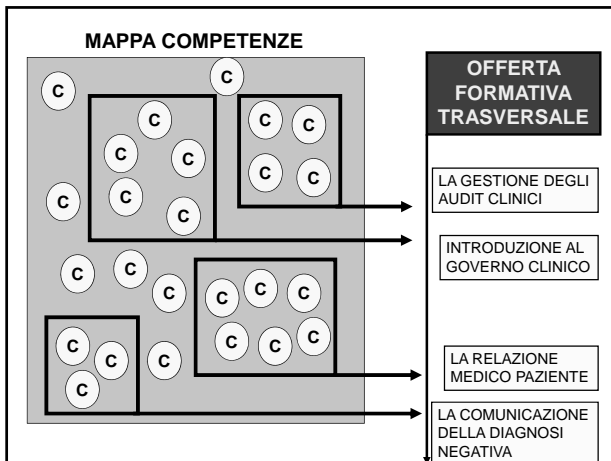 MAPPA COMPETENZE
OFFERTA
FORMATIVA
TRASVERSALE
C
C
C C C
C C
C C
C C C
LA GESTIONE DEGLI
AUDIT CLINICI
INTRODUZIONE AL
GOVERNO CLINICO
C C
C C C C
C C C C C C
C
LA RELAZIONE
MEDICO PAZIENTE
LA COMUNICAZIONE
DELLA DIAGNOSI
NEGATIVA